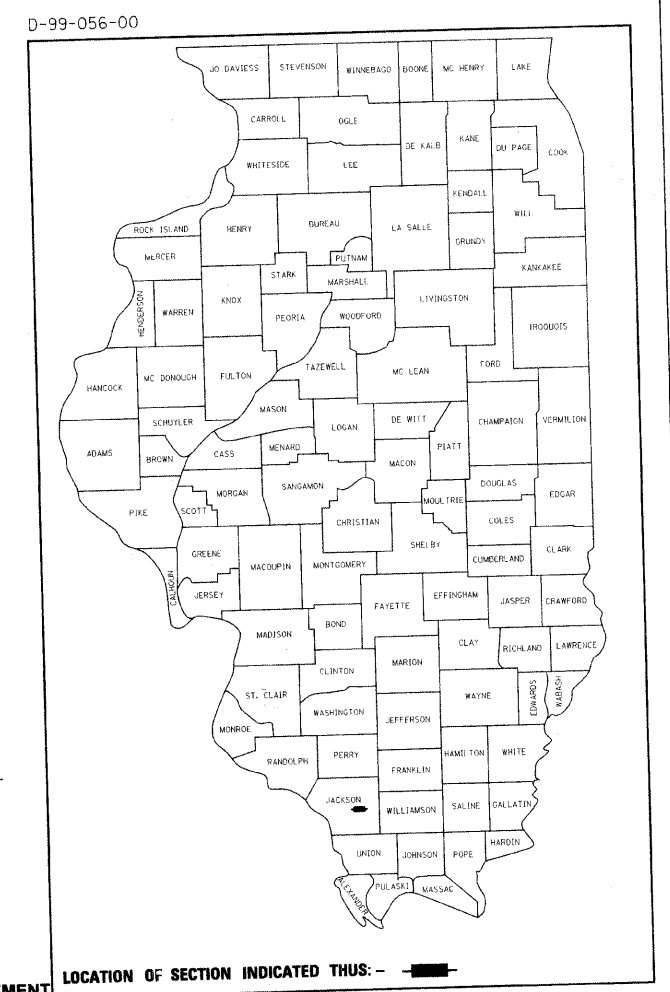 D-99-056-00
JO DAVIESS STEVENSON WINNEBAGO BOONE MC HENRY LAKE
CARROLL OGLE DE KALB KANE DU PAGE COOK
WHITESIDE LEE
KENDALL
ROCK ISLAND HENRY BUREAU LA SALLE WILL
GRUNDY
MERCER PUTNAM KANKAKEE
STARK MARSHALL
HENDERSON WARREN KNOX PEORIA WOODFORD LIVINGSTON IROQUOIS
HANCOCK MC DONOUGH FULTON TAZEWELL MC LEAN FORD
MASON
SCHUYLER LOGAN DE WITT CHAMPAIGN VERMILION
ADAMS BROWN CASS MENARD PIATT
MACON
MORGAN SANGAMON DOUGLAS EDGAR
PIKE SCOTT MOULTRIE
CHRISTIAN COLES
SHELBY
GREENE MACOUPIN MONTGOMERY CUMBERLAND CLARK
CALHOUN JERSEY FAYETTE EFFINGHAM JASPER CRAWFORD
MADISON BOND
CLAY RICHLAND LAWRENCE
CLINTON MARION
ST. CLAIR WAYNE EDWARDS WABASH
WASHINGTON JEFFERSON
MONROE
RANDOLPH PERRY HAMILTON WHITE
FRANKLIN
JACKSON WILLIAMSON SALINE GALLATIN
HARDIN
UNION JOHNSON POPE
ALEXANDER PULASKI MASSAC
LOCATION OF SECTION INDICATED THUS: -
EMENT